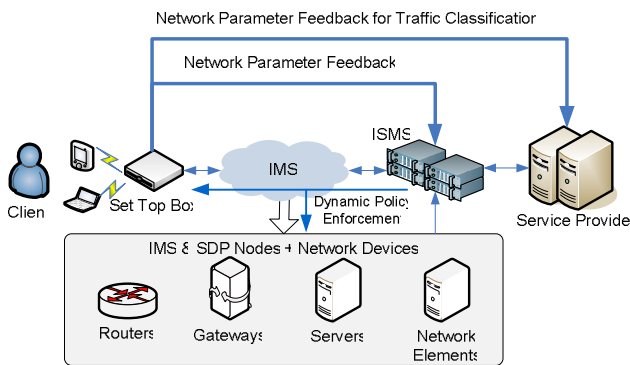 Network Parameter Feedback for Traffic Classification
Network Parameter Feedback
ISMS
IMS
Clien
Set Top Box
Dynamic Policy
Enforcement
Service Provide
IMS & SDP Nodes + Network Devices
Routers
Gateways
Servers
Network
Elements